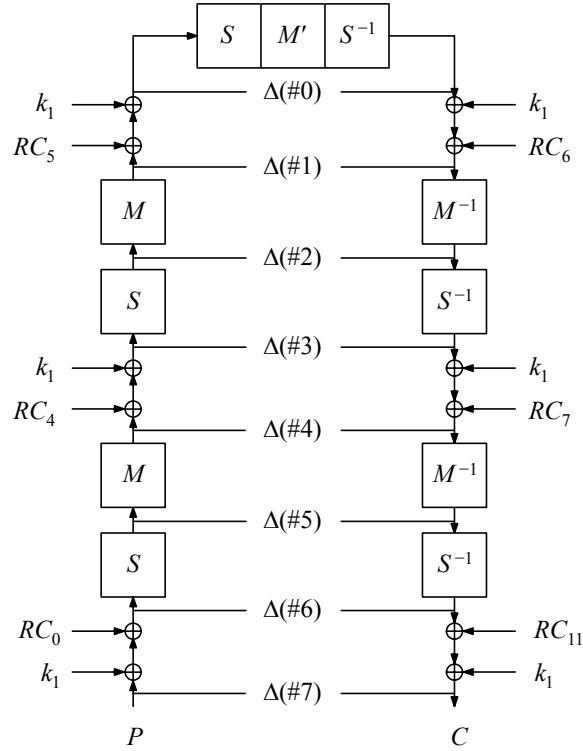 S M′ S⁻¹
Δ(#0)
k₁ k₁
RC₅ RC₆
Δ(#1)
M M⁻¹
Δ(#2)
S S⁻¹
Δ(#3)
k₁ k₁
RC₄ RC₇
Δ(#4)
M M⁻¹
Δ(#5)
S S⁻¹
Δ(#6)
RC₀ RC₁₁
k₁ k₁
Δ(#7)
P C